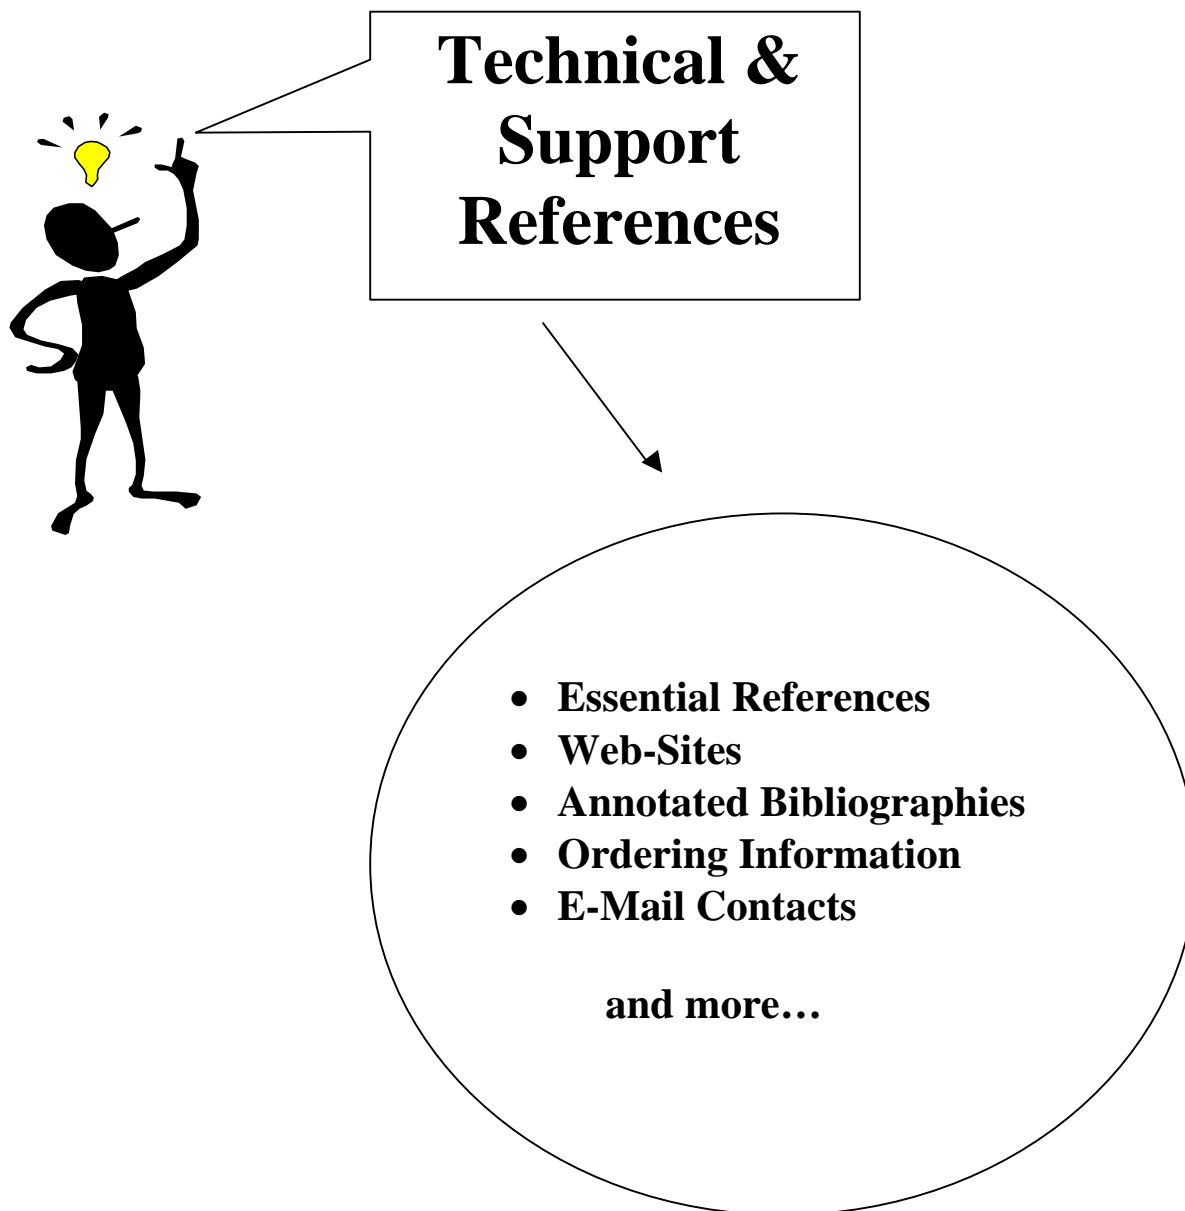 Technical &
Support
References
• Essential References
• Web-Sites
• Annotated Bibliographies
• Ordering Information
• E-Mail Contacts
and more…